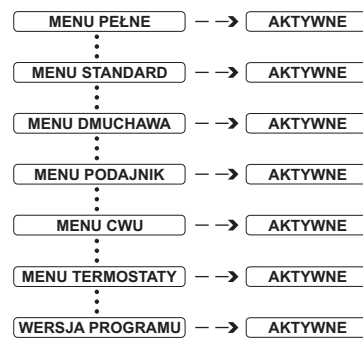 MENU PEŁNE AKTYWNE
MENU STANDARD AKTYWNE
MENU DMUCHAWA AKTYWNE
MENU PODAJNIK AKTYWNE
MENU CWU AKTYWNE
MENU TERMOSTATY AKTYWNE
WERSJA PROGRAMU AKTYWNE